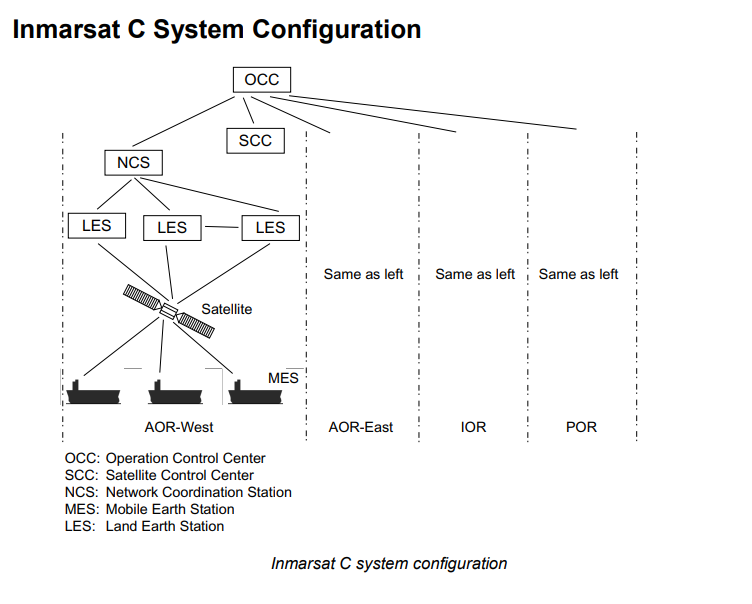 Inmarsat C System Configuration
OCC
SCC
NCS
LES
LES
LES
Same as left
Same as left
Same as left
Satellite
MES
AOR-West
AOR-East
IOR
POR
OCC: Operation Control Center
SCC: Satellite Control Center
NCS: Network Coordination Station
MES: Mobile Earth Station
LES: Land Earth Station
Inmarsat C system configuration